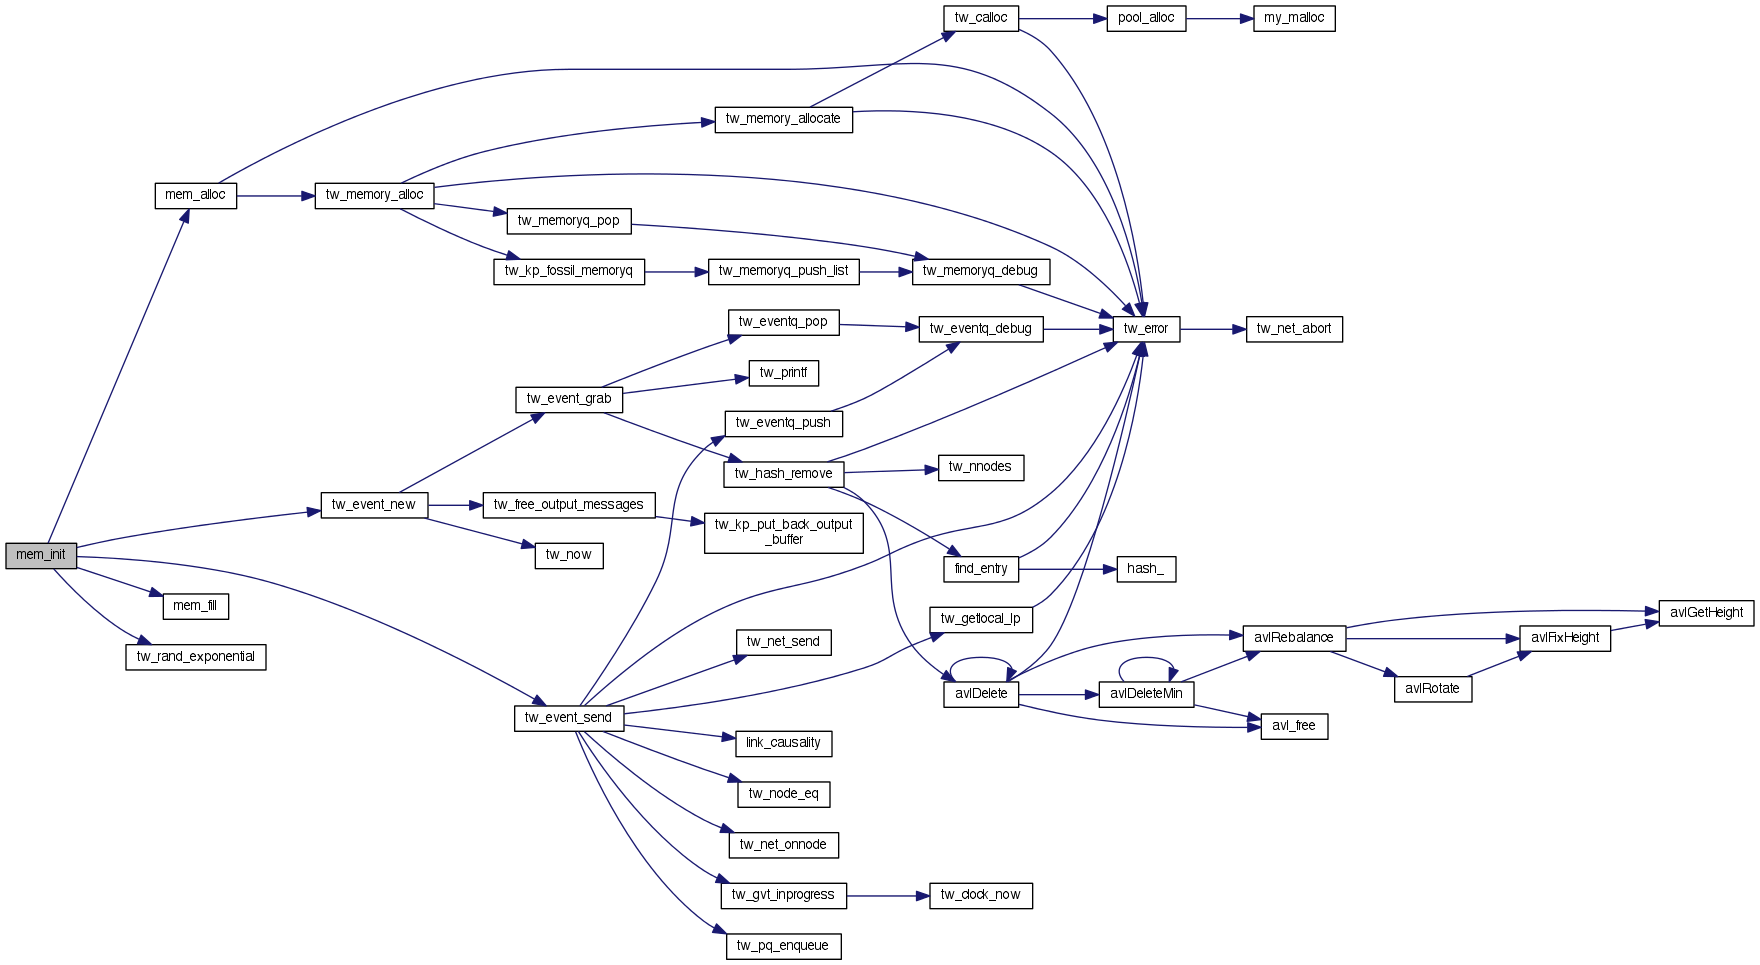 tw_calloc
pool_alloc
my_malloc
tw_memory_allocate
mem_alloc
tw_memory_alloc
tw_memoryq_pop
tw_kp_fossil_memoryq
tw_memoryq_push_list
tw_memoryq_debug
tw_eventq_pop
tw_eventq_debug
tw_error
tw_net_abort
tw_printf
tw_event_grab
tw_eventq_push
tw_hash_remove
tw_nnodes
tw_event_new
tw_free_output_messages
tw_kp_put_back_output
_buffer
mem_init
tw_now
find_entry
hash_
mem_fill
tw_getlocal_lp
avlGetHeight
tw_rand_exponential
tw_net_send
avlRebalance
avlFixHeight
avlDelete
avlDeleteMin
avlRotate
tw_event_send
avl_free
link_causality
tw_node_eq
tw_net_onnode
tw_gvt_inprogress
tw_clock_now
tw_pq_enqueue